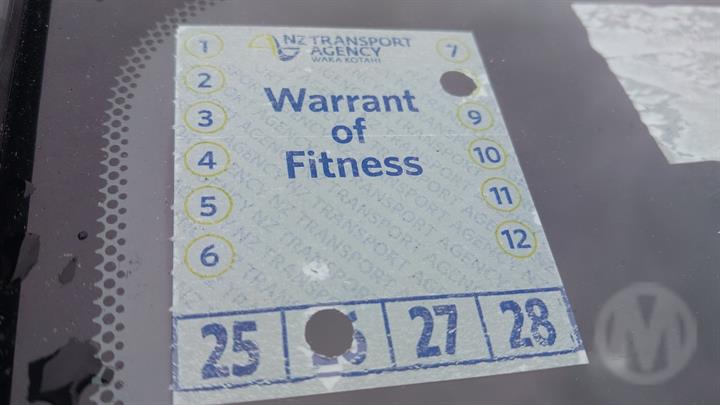 NZ TRANSPORT
AGENCY
WAKA KOTAHI
Warrant
of
Fitness
1
2
3
4
5
6
7
9
10
11
12
25 6 27 28
M